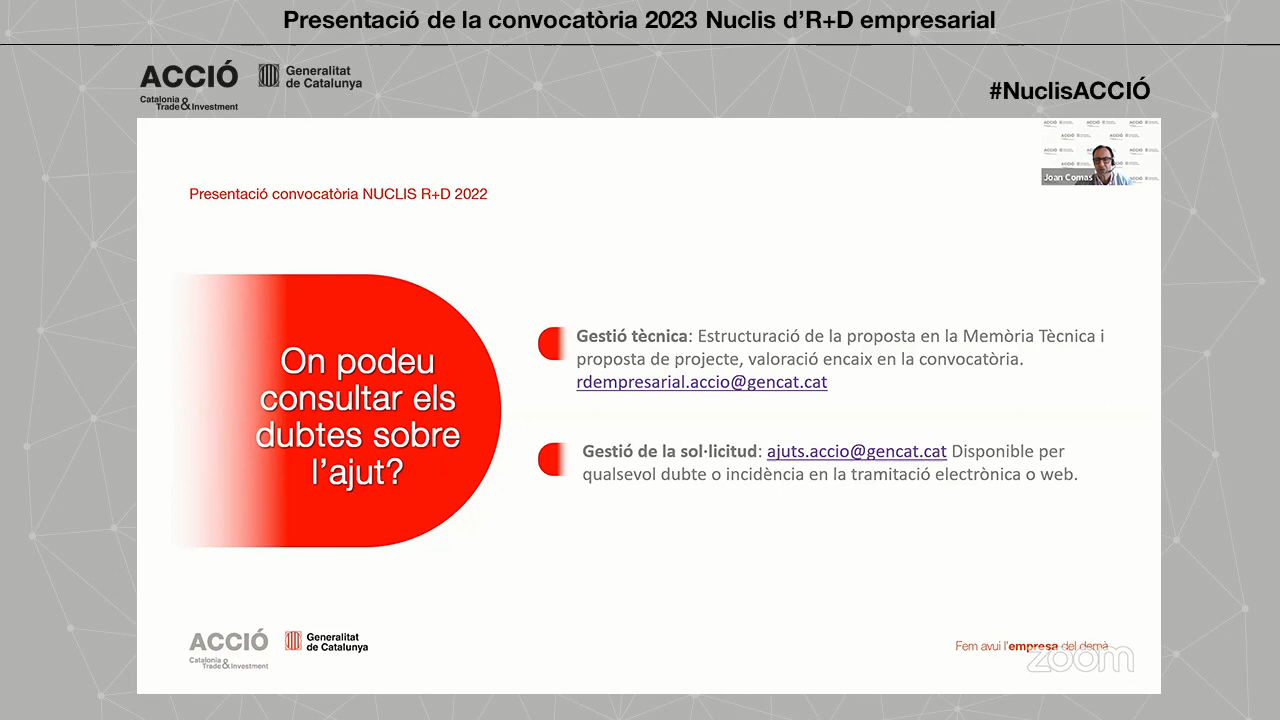 Presentació de la convocatòria 2023 Nuclis d'R+D empresarial
ACCIÓ
Catalonia
Trade & Investment
Generalitat
de Catalunya
#NuclisACCIÓ
Joan Comas
Presentació convocatòria NUCLIS R+D 2022
On podeu
consultar els
dubtes sobre
l'ajut?
Gestió tècnica: Estructuració de la proposta en la Memòria Tècnica i
proposta de projecte, valoració encaix en la convocatòria.
rdempresarial.accio@gencat.cat
Gestió de la sol·licitud: ajuts.accio@gencat.cat Disponible per
qualsevol dubte o incidència en la tramitació electrònica o web.
ACCIÓ
Catalonia
Trade & Investment
Generalitat
de Catalunya
Fem avui l'empresa del demà
zoom